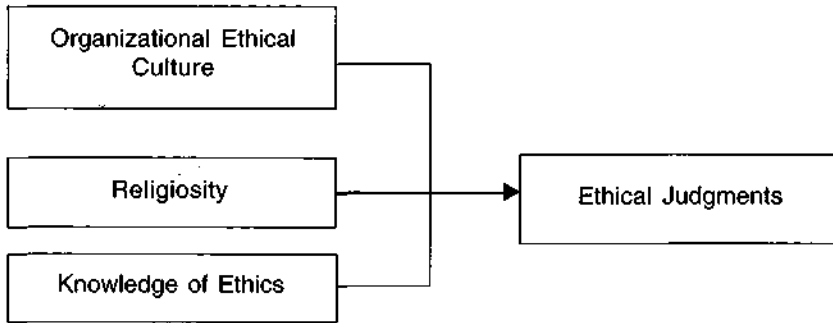 Organizational Ethical
Culture
Religiosity
Ethical Judgments
Knowledge of Ethics